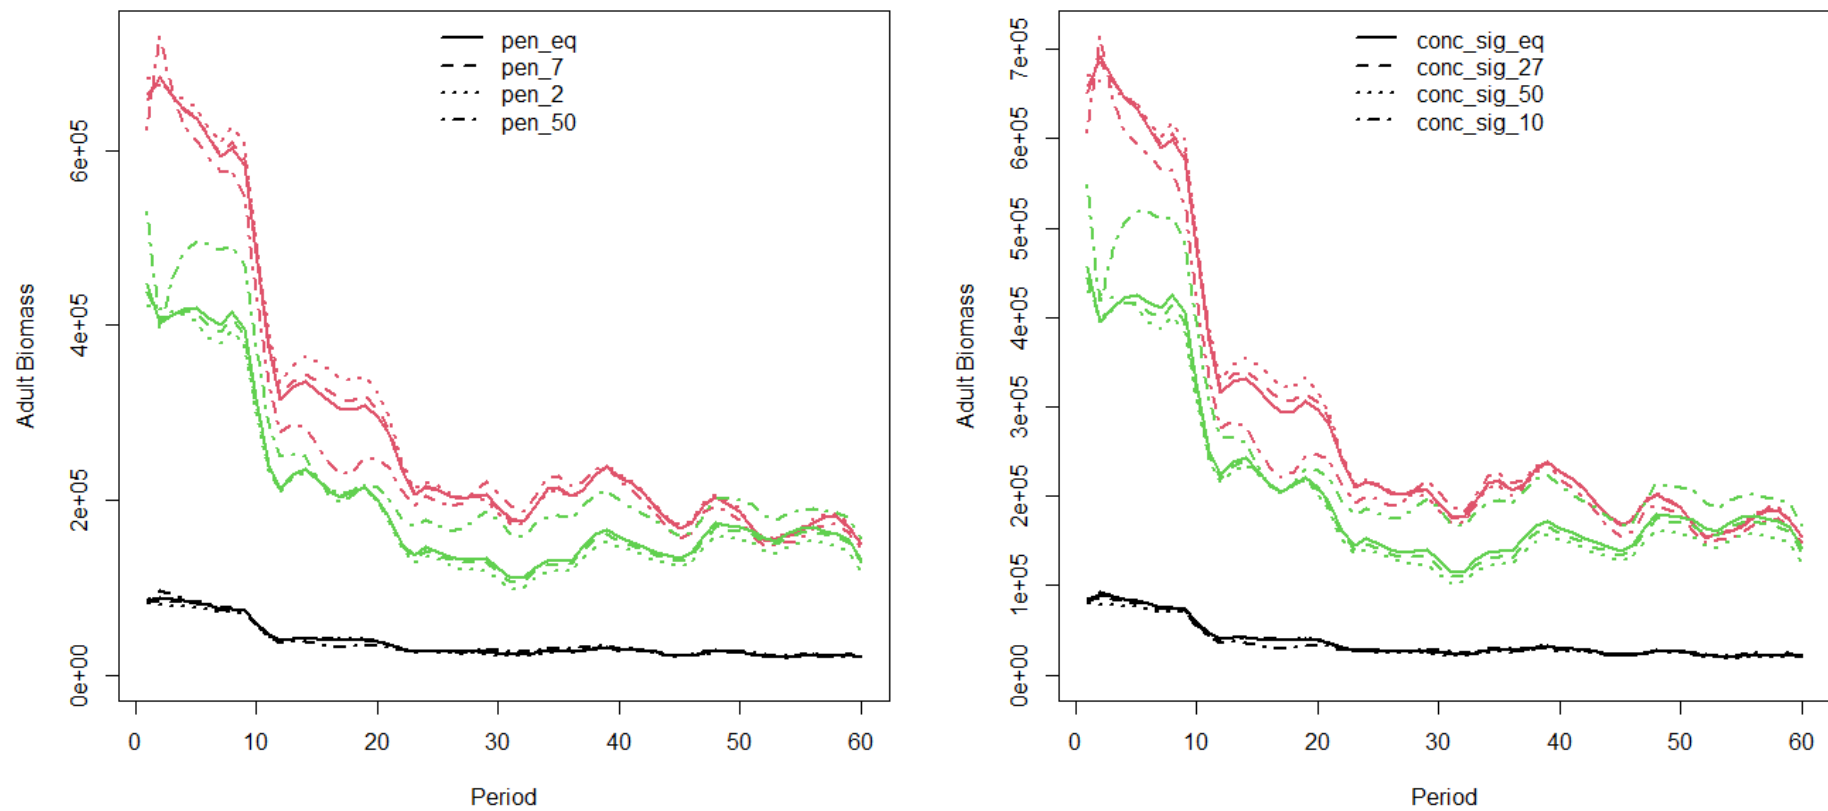 pen_eq
pen_7
pen_2
pen_50
Adult Biomass
6e+05
4e+05
2e+05
0e+00
0 10 20 30 40 50 60
Period
conc_sig_eq
conc_sig_27
conc_sig_50
conc_sig_10
Adult Biomass
7e+05
6e+05
5e+05
4e+05
3e+05
2e+05
1e+05
0e+00
0 10 20 30 40 50 60
Period